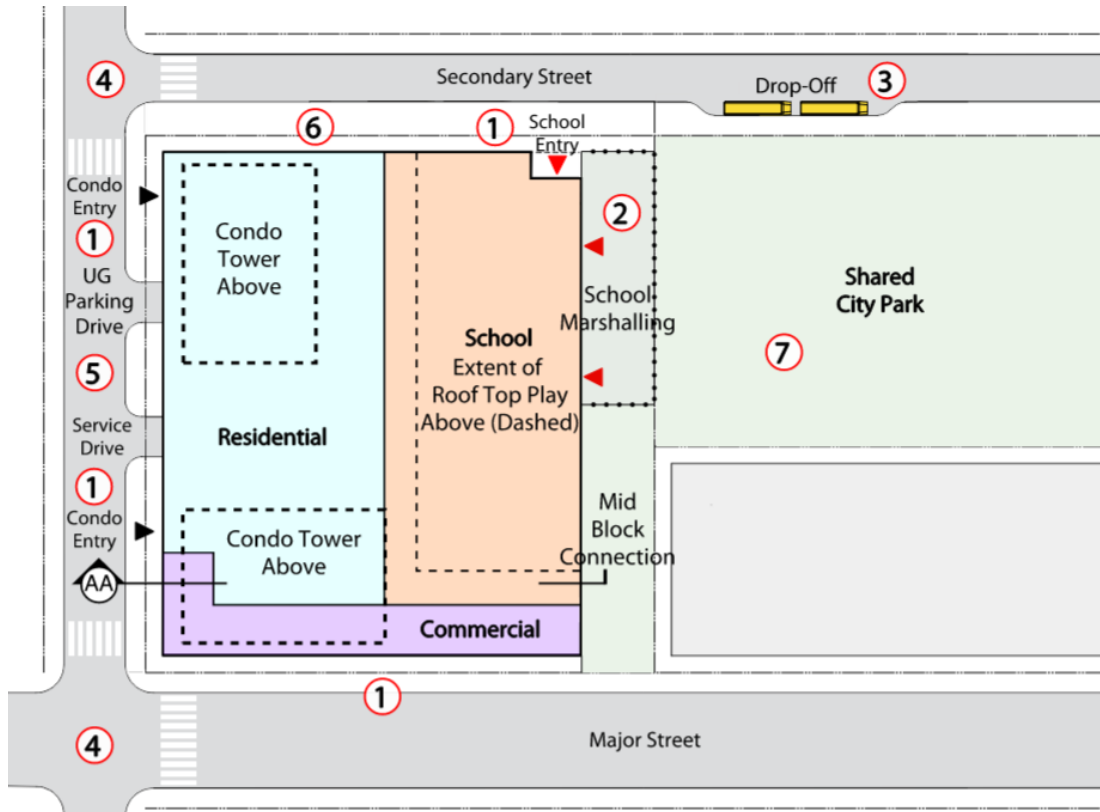 4
Secondary Street
Drop-Off
3
6
1
School
Entry
Condo
Entry
1
UG
Parking
Drive
5
Service
Drive
1
Condo
Entry
AA
Condo
Tower
Above
Residential
Condo Tower
Above
School
Extent of
Roof Top Play
Above (Dashed)
2
School
Marshalling
Shared
City Park
7
Mid
Block
Connection
Commercial
1
4
Major Street